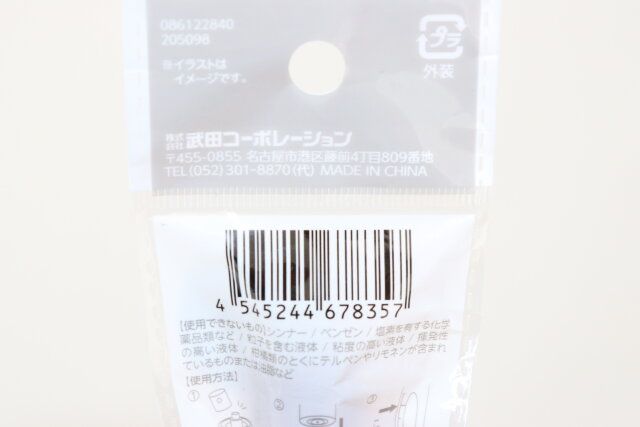 086122840
205098
※イラストは
イメージです。
プラ
外装
株式会社 武田コーポレーション
〒455-0855 名古屋市港区藤前4丁目809番地
TEL(052)301-8870(代) MADE IN CHINA
4 545244 678357
【使用できないもの】シンナー / ベンゼン / 塩素を有する化学
薬品類など / 粒子を含む液体 / 粘度の高い液体 / 揮発性
の高い液体 / 柑橘類のとくにテルペンやリモネンが含まれ
ているものまたは油脂など
【使用方法】
① ② ③